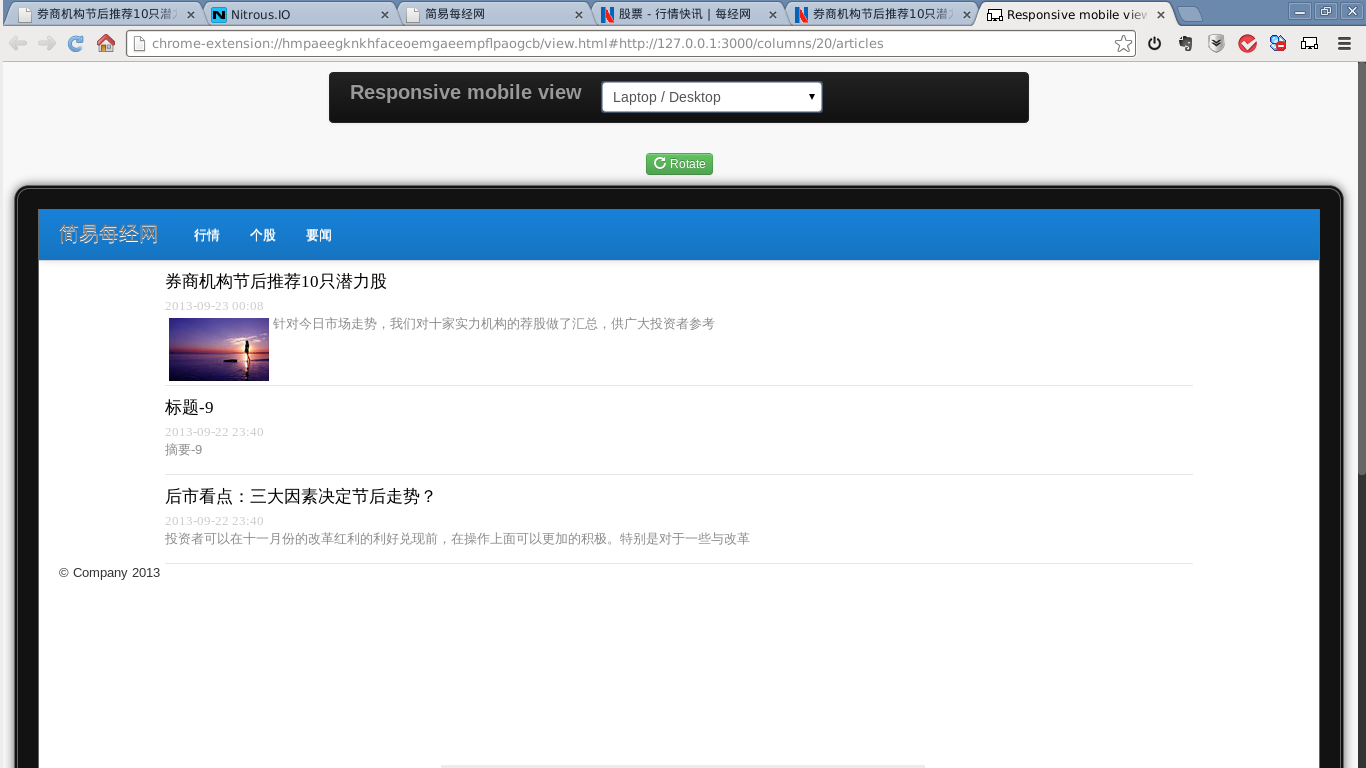 券商机构节后推荐10只潜力
Nitrous.IO
简易每经网
股票 - 行情快讯 | 每经网
券商机构节后推荐10只潜
Responsive mobile view
chrome-extension://hmpaeegknkhfaceoemgaeempflpaogcb/view.html#http://127.0.0.1:3000/columns/20/articles
Responsive mobile view
Laptop / Desktop
Rotate
简易每经网 行情 个股 要闻
券商机构节后推荐10只潜力股
2013-09-23 00:08
针对今日市场走势，我们对十家实力机构的荐股做了汇总，供广大投资者参考
标题-9
2013-09-22 23:40
摘要-9
后市看点：三大因素决定节后走势？
2013-09-22 23:40
投资者可以在十一月份的改革红利的利好兑现前，在操作上面可以更加的积极。特别是对于一些与改革
© Company 2013